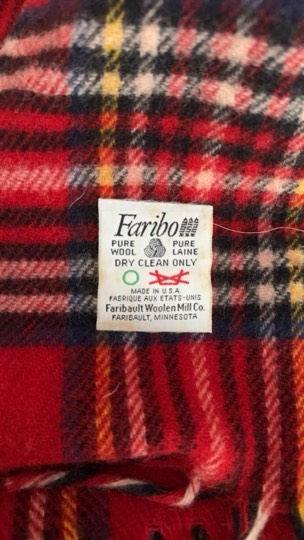 Faribo
PURE WOOL PURE LAINE
DRY CLEAN ONLY
MADE IN U.S.A.
FABRIQUE AUX ETATS-UNIS
Faribault Woolen Mill Co.
FARIBAULT, MINNESOTA